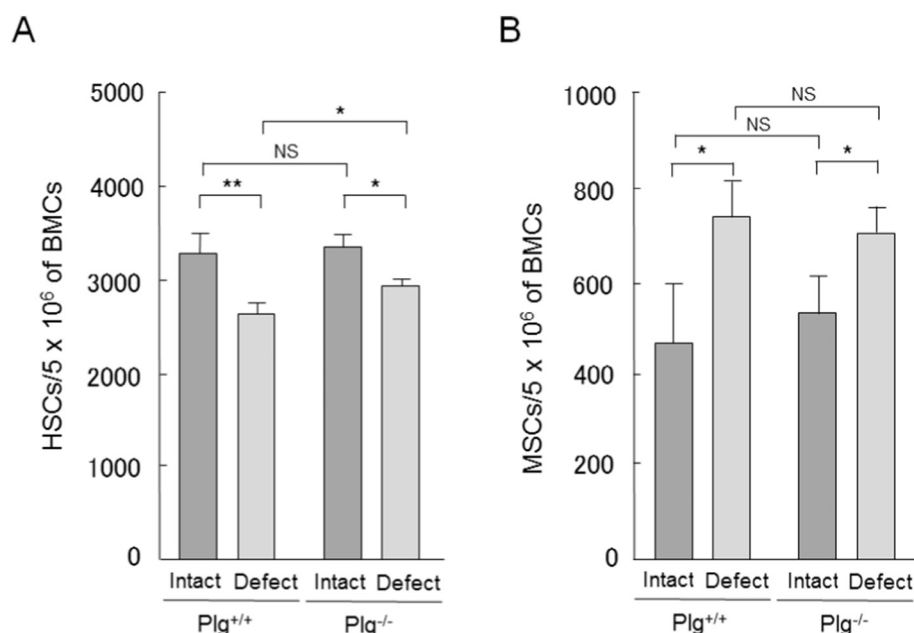 A
HSCs/5 x 10⁶ of BMCs
5000
4000
3000
2000
1000
0
*
NS
**
*
Intact Defect Intact Defect
Plg⁺/⁺ Plg⁻/⁻
B
MSCs/5 x 10⁶ of BMCs
1000
800
600
400
200
0
NS
NS
*
*
Intact Defect Intact Defect
Plg⁺/⁺ Plg⁻/⁻